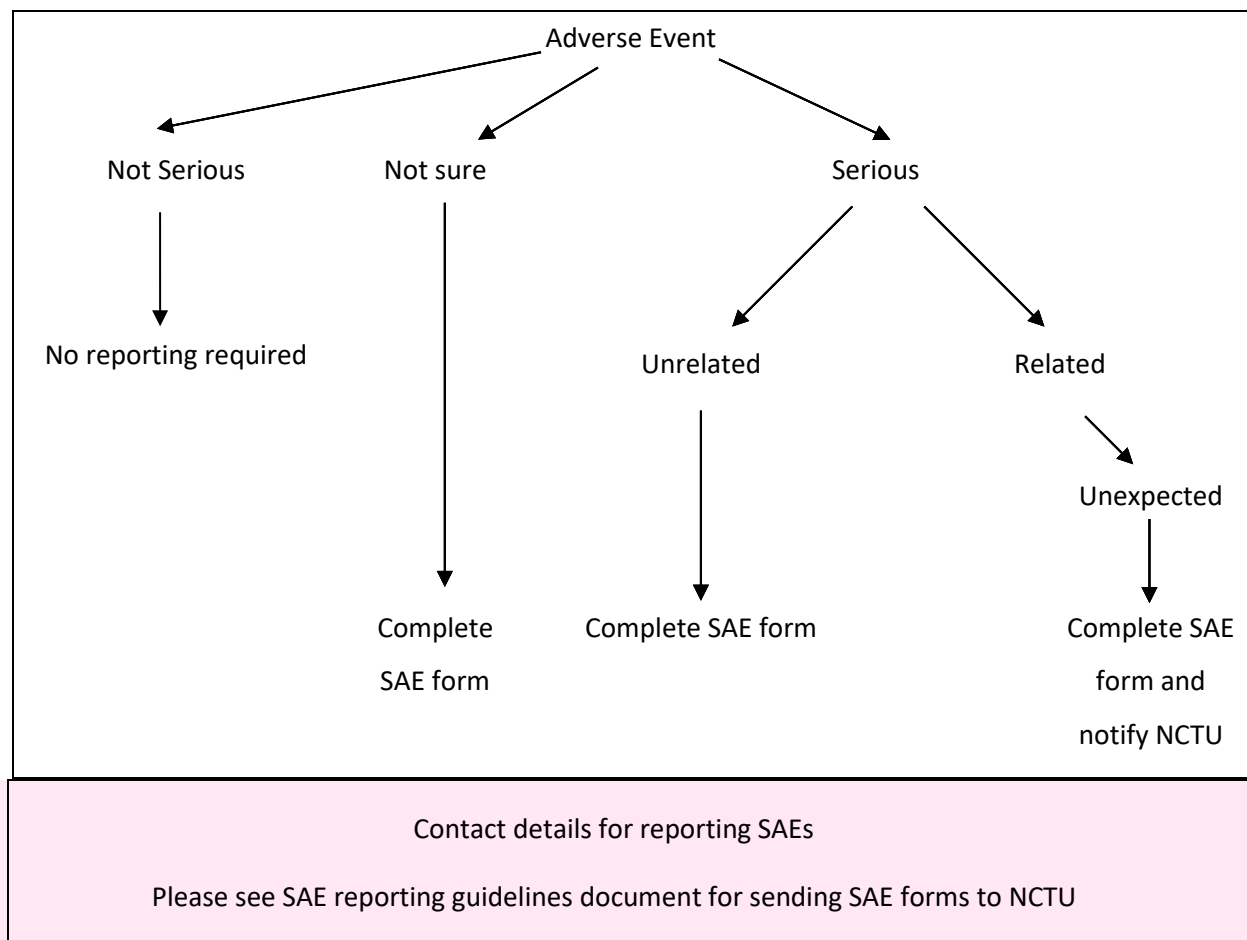 Adverse Event
Not Serious
Not sure
Serious
No reporting required
Unrelated
Related
Unexpected
Complete
SAE form
Complete SAE form
Complete SAE
form and
notify NCTU
Contact details for reporting SAEs
Please see SAE reporting guidelines document for sending SAE forms to NCTU